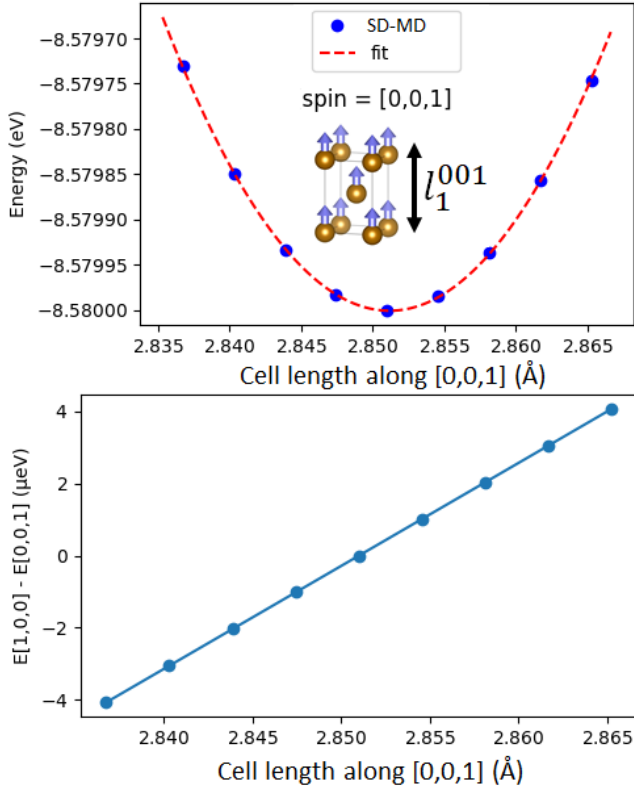 −8.57970
−8.57975
−8.57980
−8.57985
−8.57990
−8.57995
−8.58000
Energy (eV)
SD-MD
fit
spin = [0,0,1]
l₁⁰⁰¹
2.835 2.840 2.845 2.850 2.855 2.860 2.865
Cell length along [0,0,1] (Å)
4
2
0
−2
−4
E[1,0,0] - E[0,0,1] (μeV)
2.840 2.845 2.850 2.855 2.860 2.865
Cell length along [0,0,1] (Å)